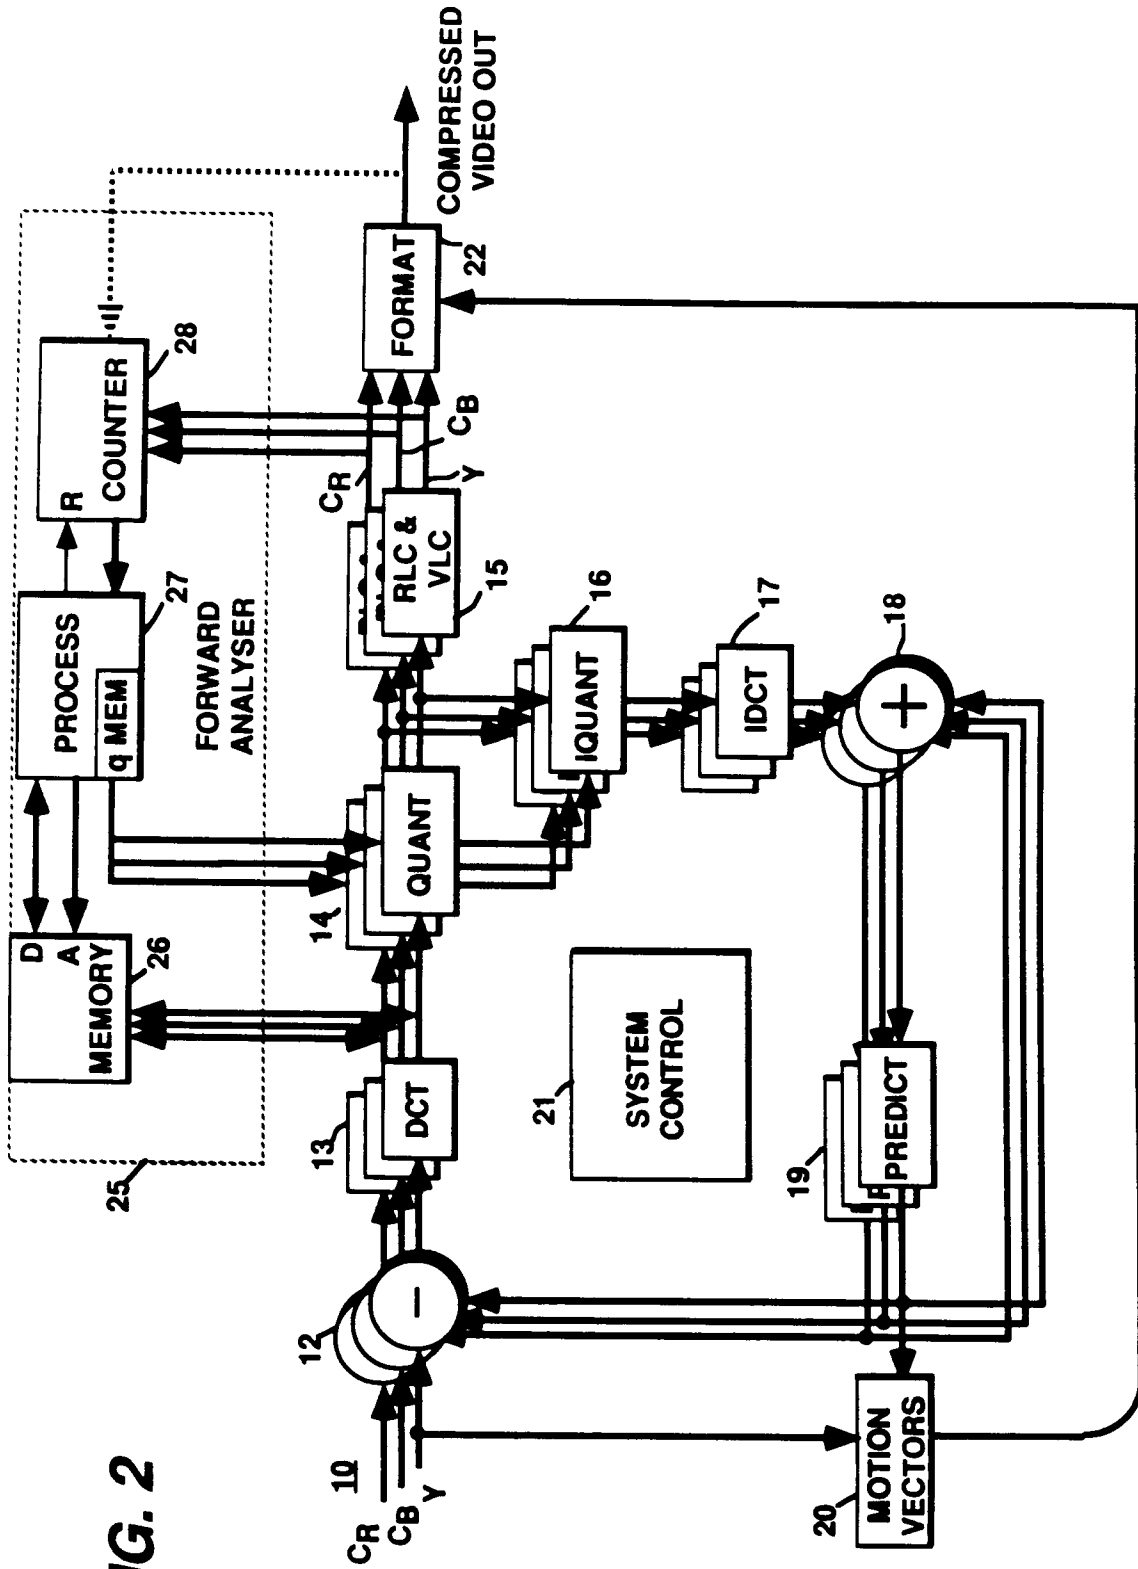 FORWARD
ANALYSER
25
D
A
MEMORY
26
PROCESS
q MEM
27
R
COUNTER
28
10
CR
CB
Y
12
13
DCT
14
QUANT
RLC &
VLC
15
CR
CB
Y
FORMAT
22
COMPRESSED
VIDEO OUT
IQUANT
16
IDCT
17
+
18
21
SYSTEM
CONTROL
19
PREDICT
20
MOTION
VECTORS
IG. 2